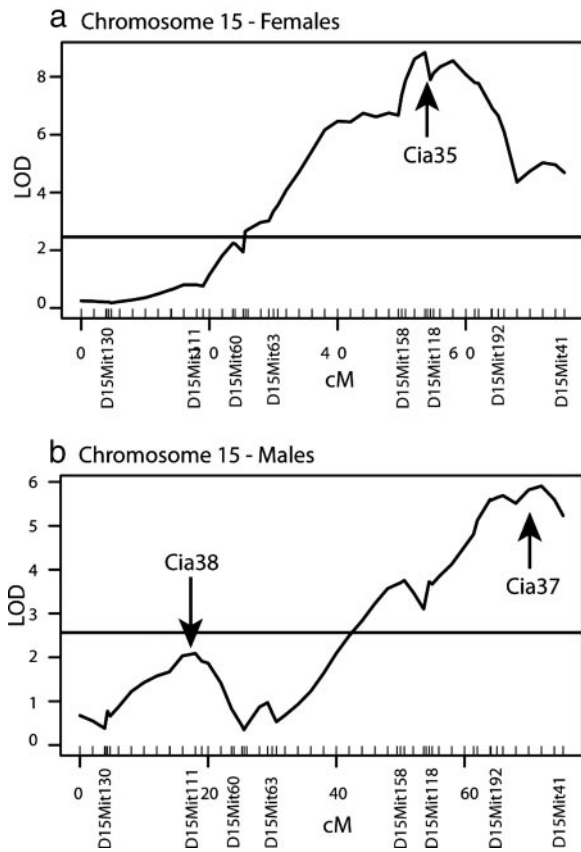 a Chromosome 15 - Females
8
6
4
2
0
LOD
Cia35
0 20 40 60
D15Mit130 D15Mit111 D15Mit60 D15Mit63 D15Mit158 D15Mit118 D15Mit192 D15Mit41
cM
b Chromosome 15 - Males
6
5
4
3
2
1
0
LOD
Cia38
Cia37
0 20 40 60
D15Mit130 D15Mit111 D15Mit60 D15Mit63 D15Mit158 D15Mit118 D15Mit192 D15Mit41
cM